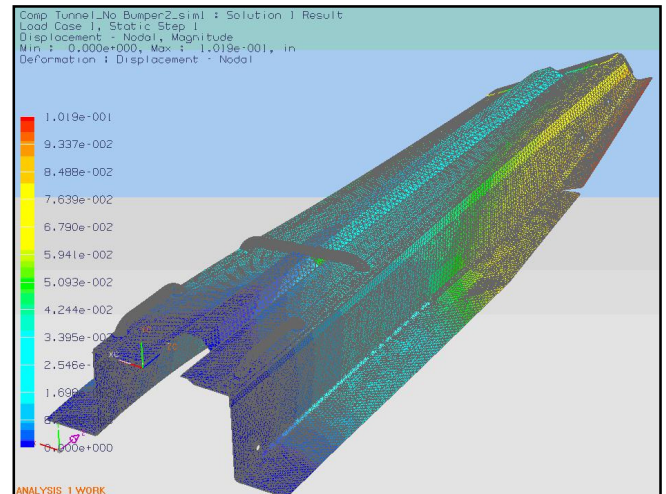 Comp Tunnel_No Bumper2_sim1 : Solution 1 Result
Load Case 1, Static Step 1
Displacement - Nodal, Magnitude
Min : 0.000e+000, Max : 1.019e-001, in
Deformation : Displacement - Nodal
1.019e-001
9.337e-002
8.488e-002
7.639e-002
6.790e-002
5.941e-002
5.093e-002
4.244e-002
3.395e-002
2.546e-002
0.000e+000
ANALYSIS 1 WORK